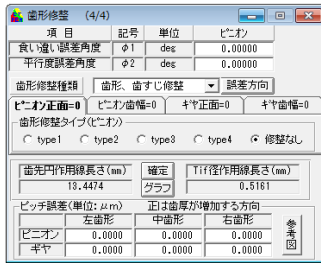 歯形修整　(4/4)
項　目　記号　単位　ﾋﾟﾆｵﾝ
食い違い誤差角度　φ1　deg　0.00000
平行度誤差角度　φ2　deg　0.00000
歯形修整種類　歯形、歯すじ修整　誤差方向
ﾋﾟﾆｵﾝ正面=0　ﾋﾟﾆｵﾝ歯幅=0　ｷﾞﾔ正面=0　ｷﾞﾔ歯幅=0
歯形修整タイプ(ﾋﾟﾆｵﾝ)
type1　type2　type3　type4　修整なし
歯先円作用線長さ(mm)　確定　Tif径作用線長さ(mm)
13.4474　グラフ　0.5161
ピッチ誤差(単位:μm)　正は歯厚が増加する方向
左歯形　中歯形　右歯形
ピニオン　0.0000　0.0000　0.0000
ギヤ　0.0000　0.0000　0.0000
参考図